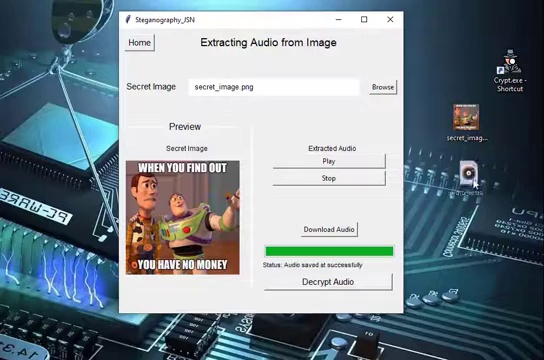 Steganography_JSN
Home
Extracting Audio from Image
Secret Image
secret_image.png
Browse
Preview
Secret Image
Extracted Audio
Play
Stop
WHEN YOU FIND OUT
YOU HAVE NO MONEY
Download Audio
Status: Audio saved at successfully
Decrypt Audio
Crypt.exe -
Shortcut
secret_imag...
PC-WARE